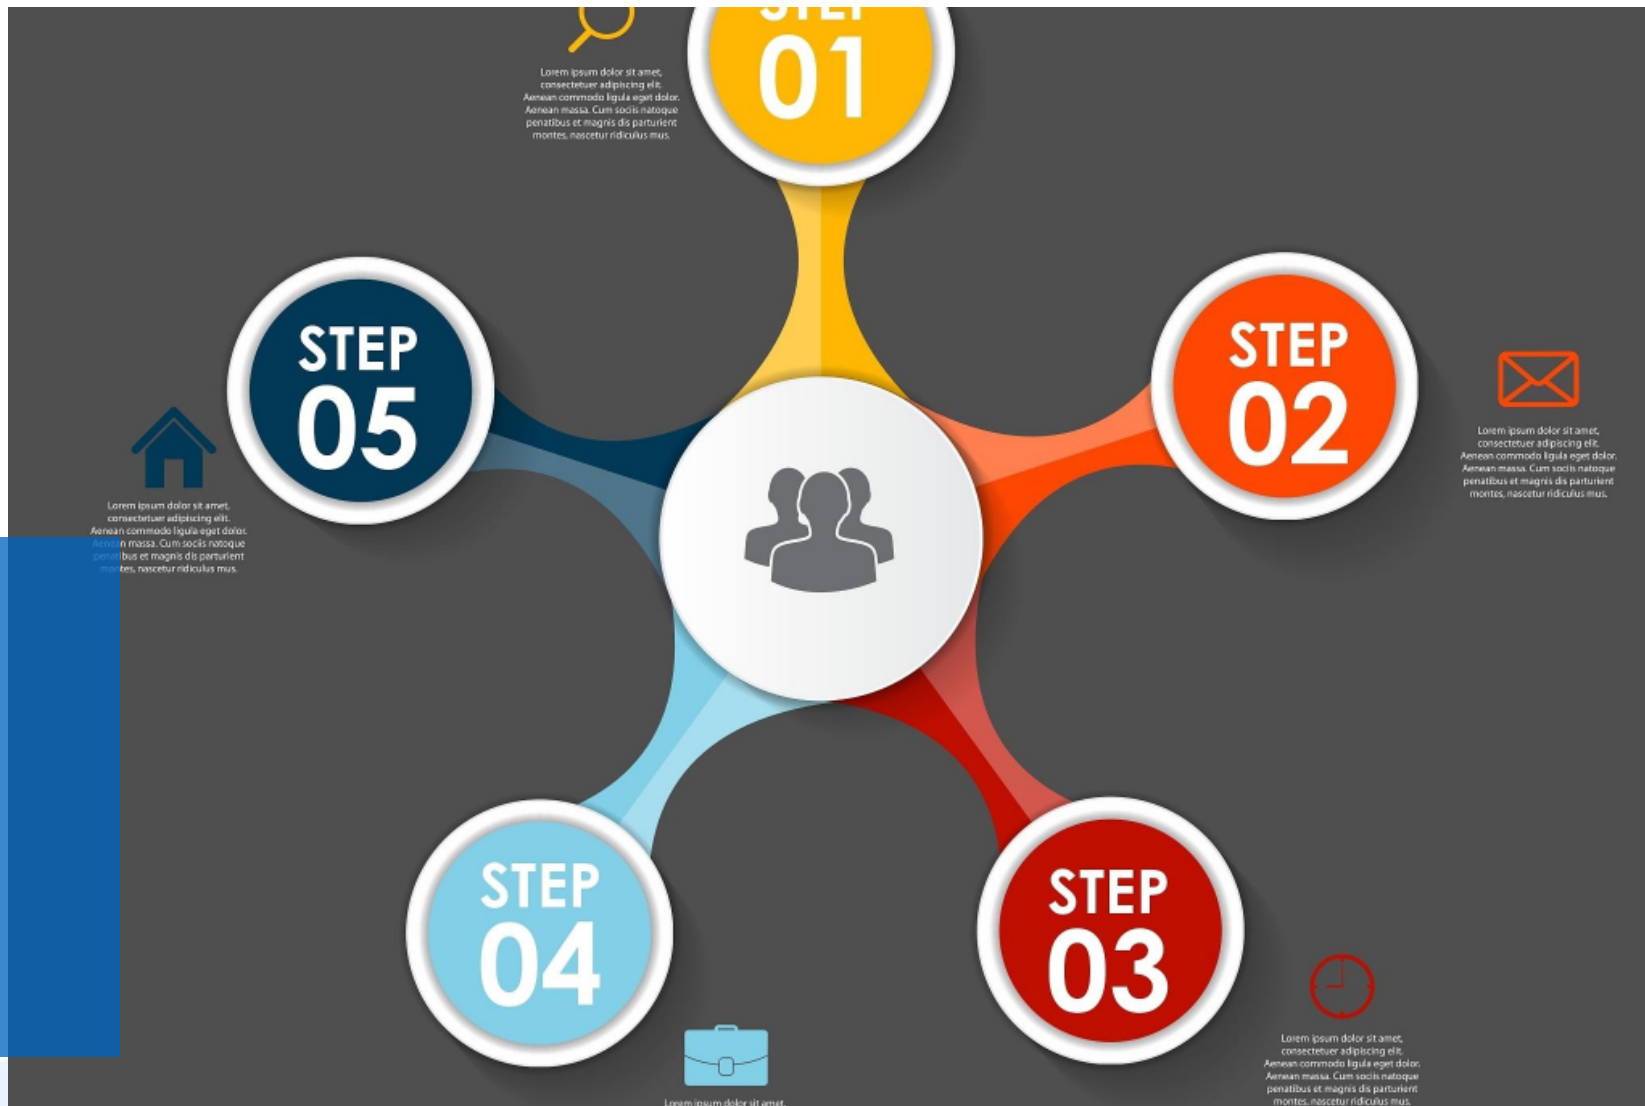 STEP
01
Lorem ipsum dolor sit amet,
consectetuer adipiscing elit.
Aenean commodo ligula eget dolor.
Aenean massa. Cum sociis natoque
penatibus et magnis dis parturient
montes, nascetur ridiculus mus.
STEP
02
Lorem ipsum dolor sit amet,
consectetuer adipiscing elit.
Aenean commodo ligula eget dolor.
Aenean massa. Cum sociis natoque
penatibus et magnis dis parturient
montes, nascetur ridiculus mus.
STEP
03
Lorem ipsum dolor sit amet,
consectetuer adipiscing elit.
Aenean commodo ligula eget dolor.
Aenean massa. Cum sociis natoque
penatibus et magnis dis parturient
montes, nascetur ridiculus mus.
STEP
04
Lorem ipsum dolor sit amet,
STEP
05
Lorem ipsum dolor sit amet,
consectetuer adipiscing elit.
Aenean commodo ligula eget dolor.
Aenean massa. Cum sociis natoque
penatibus et magnis dis parturient
montes, nascetur ridiculus mus.